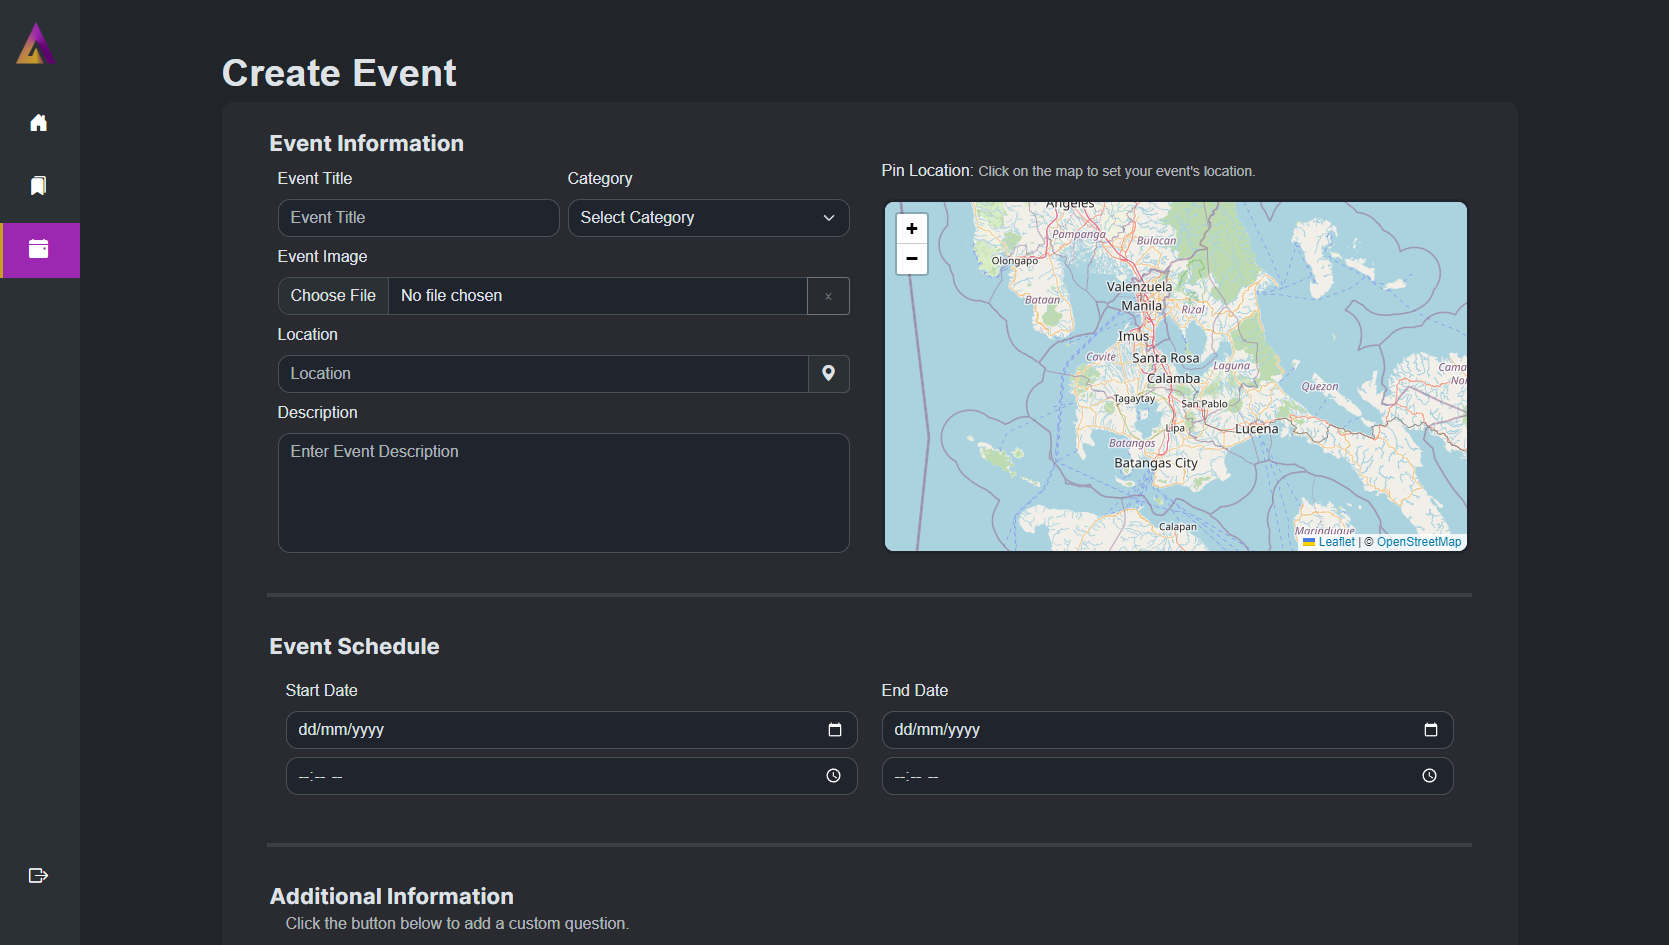 Create Event
Event Information
Event Title
Category
Event Title
Select Category
Event Image
Choose File
No file chosen
x
Location
Location
Description
Enter Event Description
Pin Location: Click on the map to set your event's location.
+
−
Angeles
Pampanga
Bulacan
Olongapo
Valenzuela
Bataan
Manila
Rizal
Imus
Cavite
Santa Rosa
Laguna
Calamba
Quezon
Tagaytay
San Pablo
Lipa
Lucena
Batangas
Batangas City
Calapan
Marinduque
Leaflet | © OpenStreetMap
Event Schedule
Start Date
End Date
dd/mm/yyyy
dd/mm/yyyy
--:-- --
--:-- --
Additional Information
Click the button below to add a custom question.